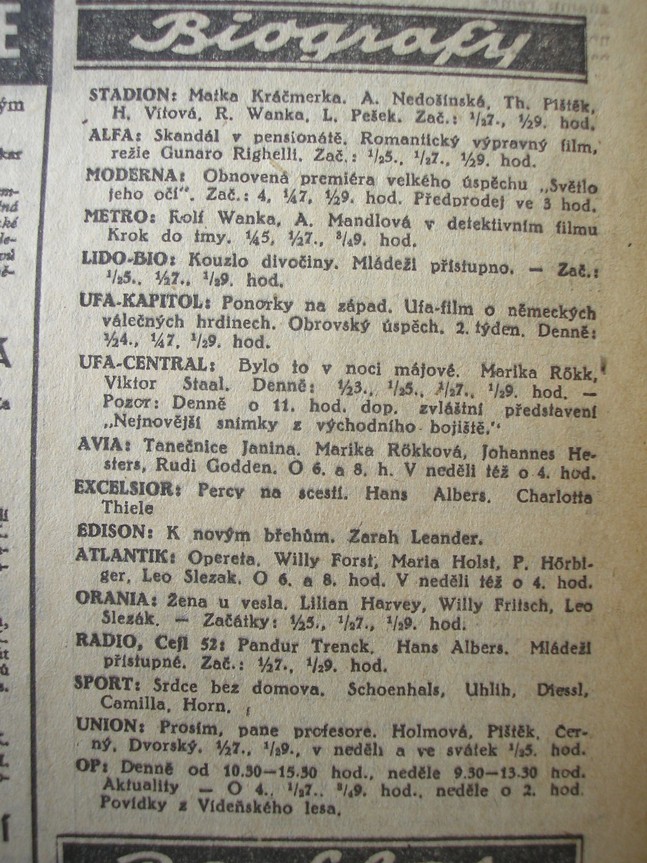 Biografy
STADION: Matka Kráčmerka. A. Nedošinská, Th. Pištěk,
H. Vítová, R. Wanka, L. Pešek. Zač.: ½7., ½9. hod.
ALFA: Skandál v pensionátě. Romantický výpravný film,
režie Gunaro Righelli. Zač.: ½5., ½7., ½9. hod.
MODERNA: Obnovená premiéra velkého úspěchu „Světlo
jeho očí“. Zač.: 4, ¼7, ½9. hod. Předprodej ve 3 hod.
METRO: Rolf Wanka, A. Mandlová v detektivním filmu
Krok do tmy. ¼5, ½7., ¾9. hod.
LIDO-BIO: Kouzlo divočiny. Mládeži přístupno. — Zač.:
½5., ½7., ½9. hod.
UFA-KAPITOL: Ponorky na západ. Ufa-film o německých
válečných hrdinech. Obrovský úspěch. 2. týden. Denně:
½4., ¼7, ½9. hod.
UFA-CENTRAL: Bylo to v noci májové. Marika Rökk,
Viktor Staal. Denně: ½3., ½5., ½7., ½9. hod. —
Pozor: Denně o 11. hod. dop. zvláštní představení
„Nejnovější snímky z východního bojiště.“
AVIA: Tanečnice Janina. Marika Rökková, Johannes He-
sters, Rudi Godden. O 6. a 8. h. V neděli též o 4. hod.
EXCELSIOR: Percy na scestí. Hans Albers. Charlotta
Thiele
EDISON: K novým břehům. Zarah Leander.
ATLANTIK: Opereta. Willy Forst, Maria Holst, P. Hörbi-
ger, Leo Slezak. O 6. a 8. hod. V neděli též o 4. hod.
ORANIA: Žena u vesla. Lilian Harvey, Willy Fritsch, Leo
Slezák. — Začátky: ½5., ½7., ½9. hod.
RADIO, Cejl 52: Pandur Trenck. Hans Albers. Mládeži
přístupné. Zač.: ½7., ½9. hod.
SPORT: Srdce bez domova. Schoenhals, Uhlih, Diessl,
Camilla, Horn.
UNION: Prosím, pane profesore. Holmová, Pištěk, Čer-
ný, Dvorský. ½7., ½9., v neděli a ve svátek ½5. hod.
OP: Denně od 10.30—15.30 hod., neděle 9.30—13.30 hod.
Aktuality — O 4., ½7., ¾9. hod., neděle o 2. hod.
Povídky z Vídeňského lesa.